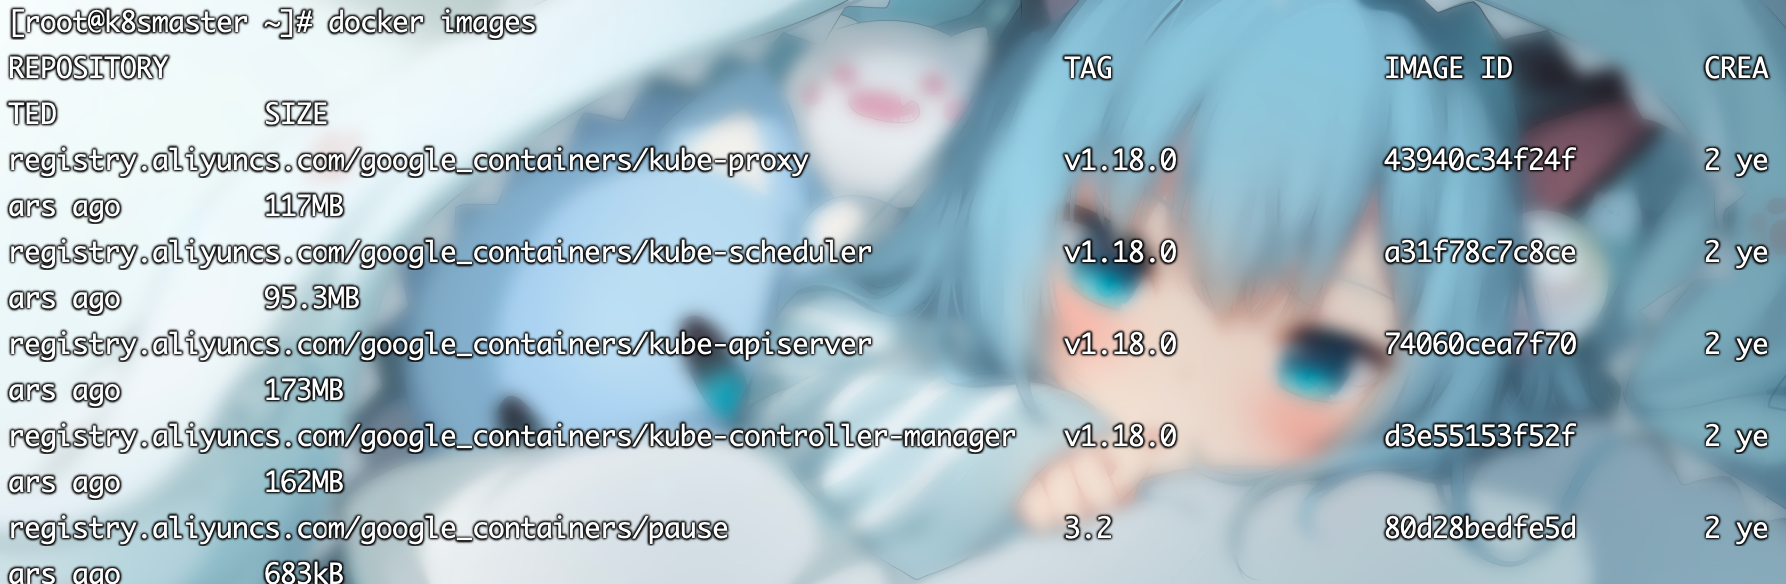 [root@k8smaster ~]# docker images
REPOSITORY TAG IMAGE ID CREA
TED SIZE
registry.aliyuncs.com/google_containers/kube-proxy v1.18.0 43940c34f24f 2 ye
ars ago 117MB
registry.aliyuncs.com/google_containers/kube-scheduler v1.18.0 a31f78c7c8ce 2 ye
ars ago 95.3MB
registry.aliyuncs.com/google_containers/kube-apiserver v1.18.0 74060cea7f70 2 ye
ars ago 173MB
registry.aliyuncs.com/google_containers/kube-controller-manager v1.18.0 d3e55153f52f 2 ye
ars ago 162MB
registry.aliyuncs.com/google_containers/pause 3.2 80d28bedfe5d 2 ye
ars ago 683kB